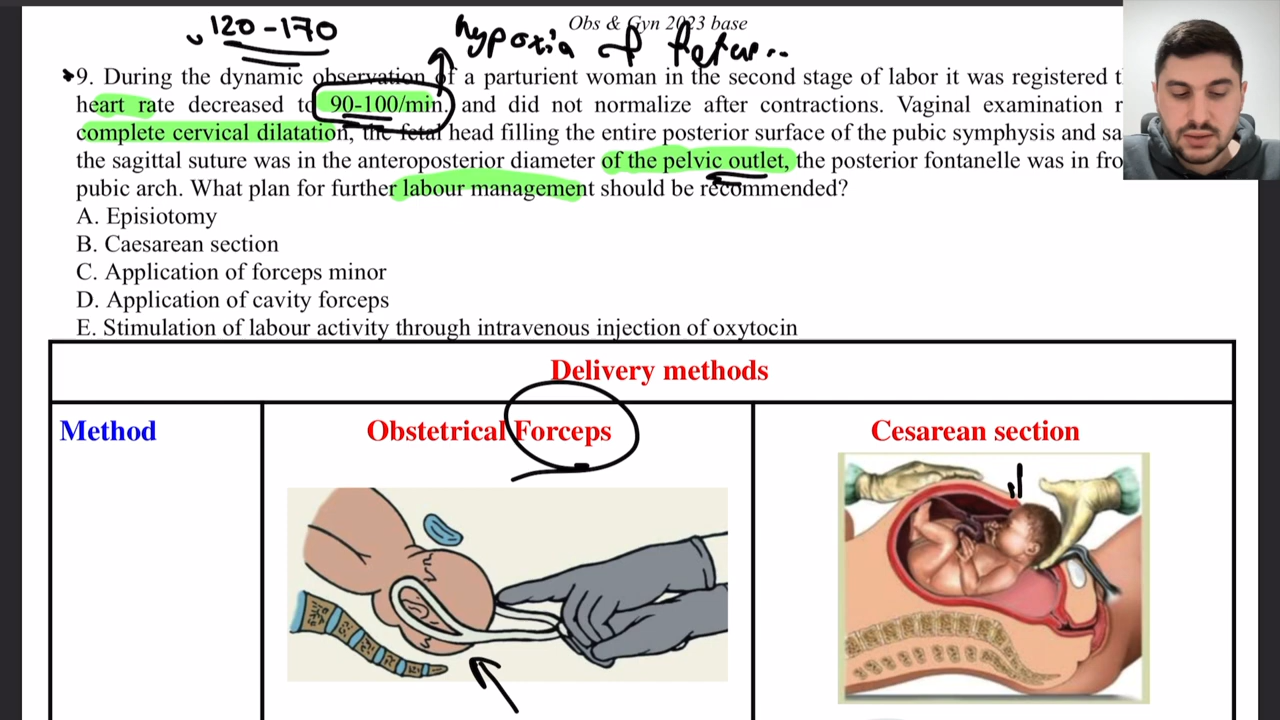 120-170
hypoxia of fetus..
Obs & Gyn 2023 base
9. During the dynamic observation of a parturient woman in the second stage of labor it was registered t
heart rate decreased to 90-100/min. and did not normalize after contractions. Vaginal examination r
complete cervical dilatation, the fetal head filling the entire posterior surface of the pubic symphysis and sa
the sagittal suture was in the anteroposterior diameter of the pelvic outlet, the posterior fontanelle was in fro
pubic arch. What plan for further labour management should be recommended?
A. Episiotomy
B. Caesarean section
C. Application of forceps minor
D. Application of cavity forceps
E. Stimulation of labour activity through intravenous injection of oxytocin
Delivery methods
Method
Obstetrical Forceps
Cesarean section